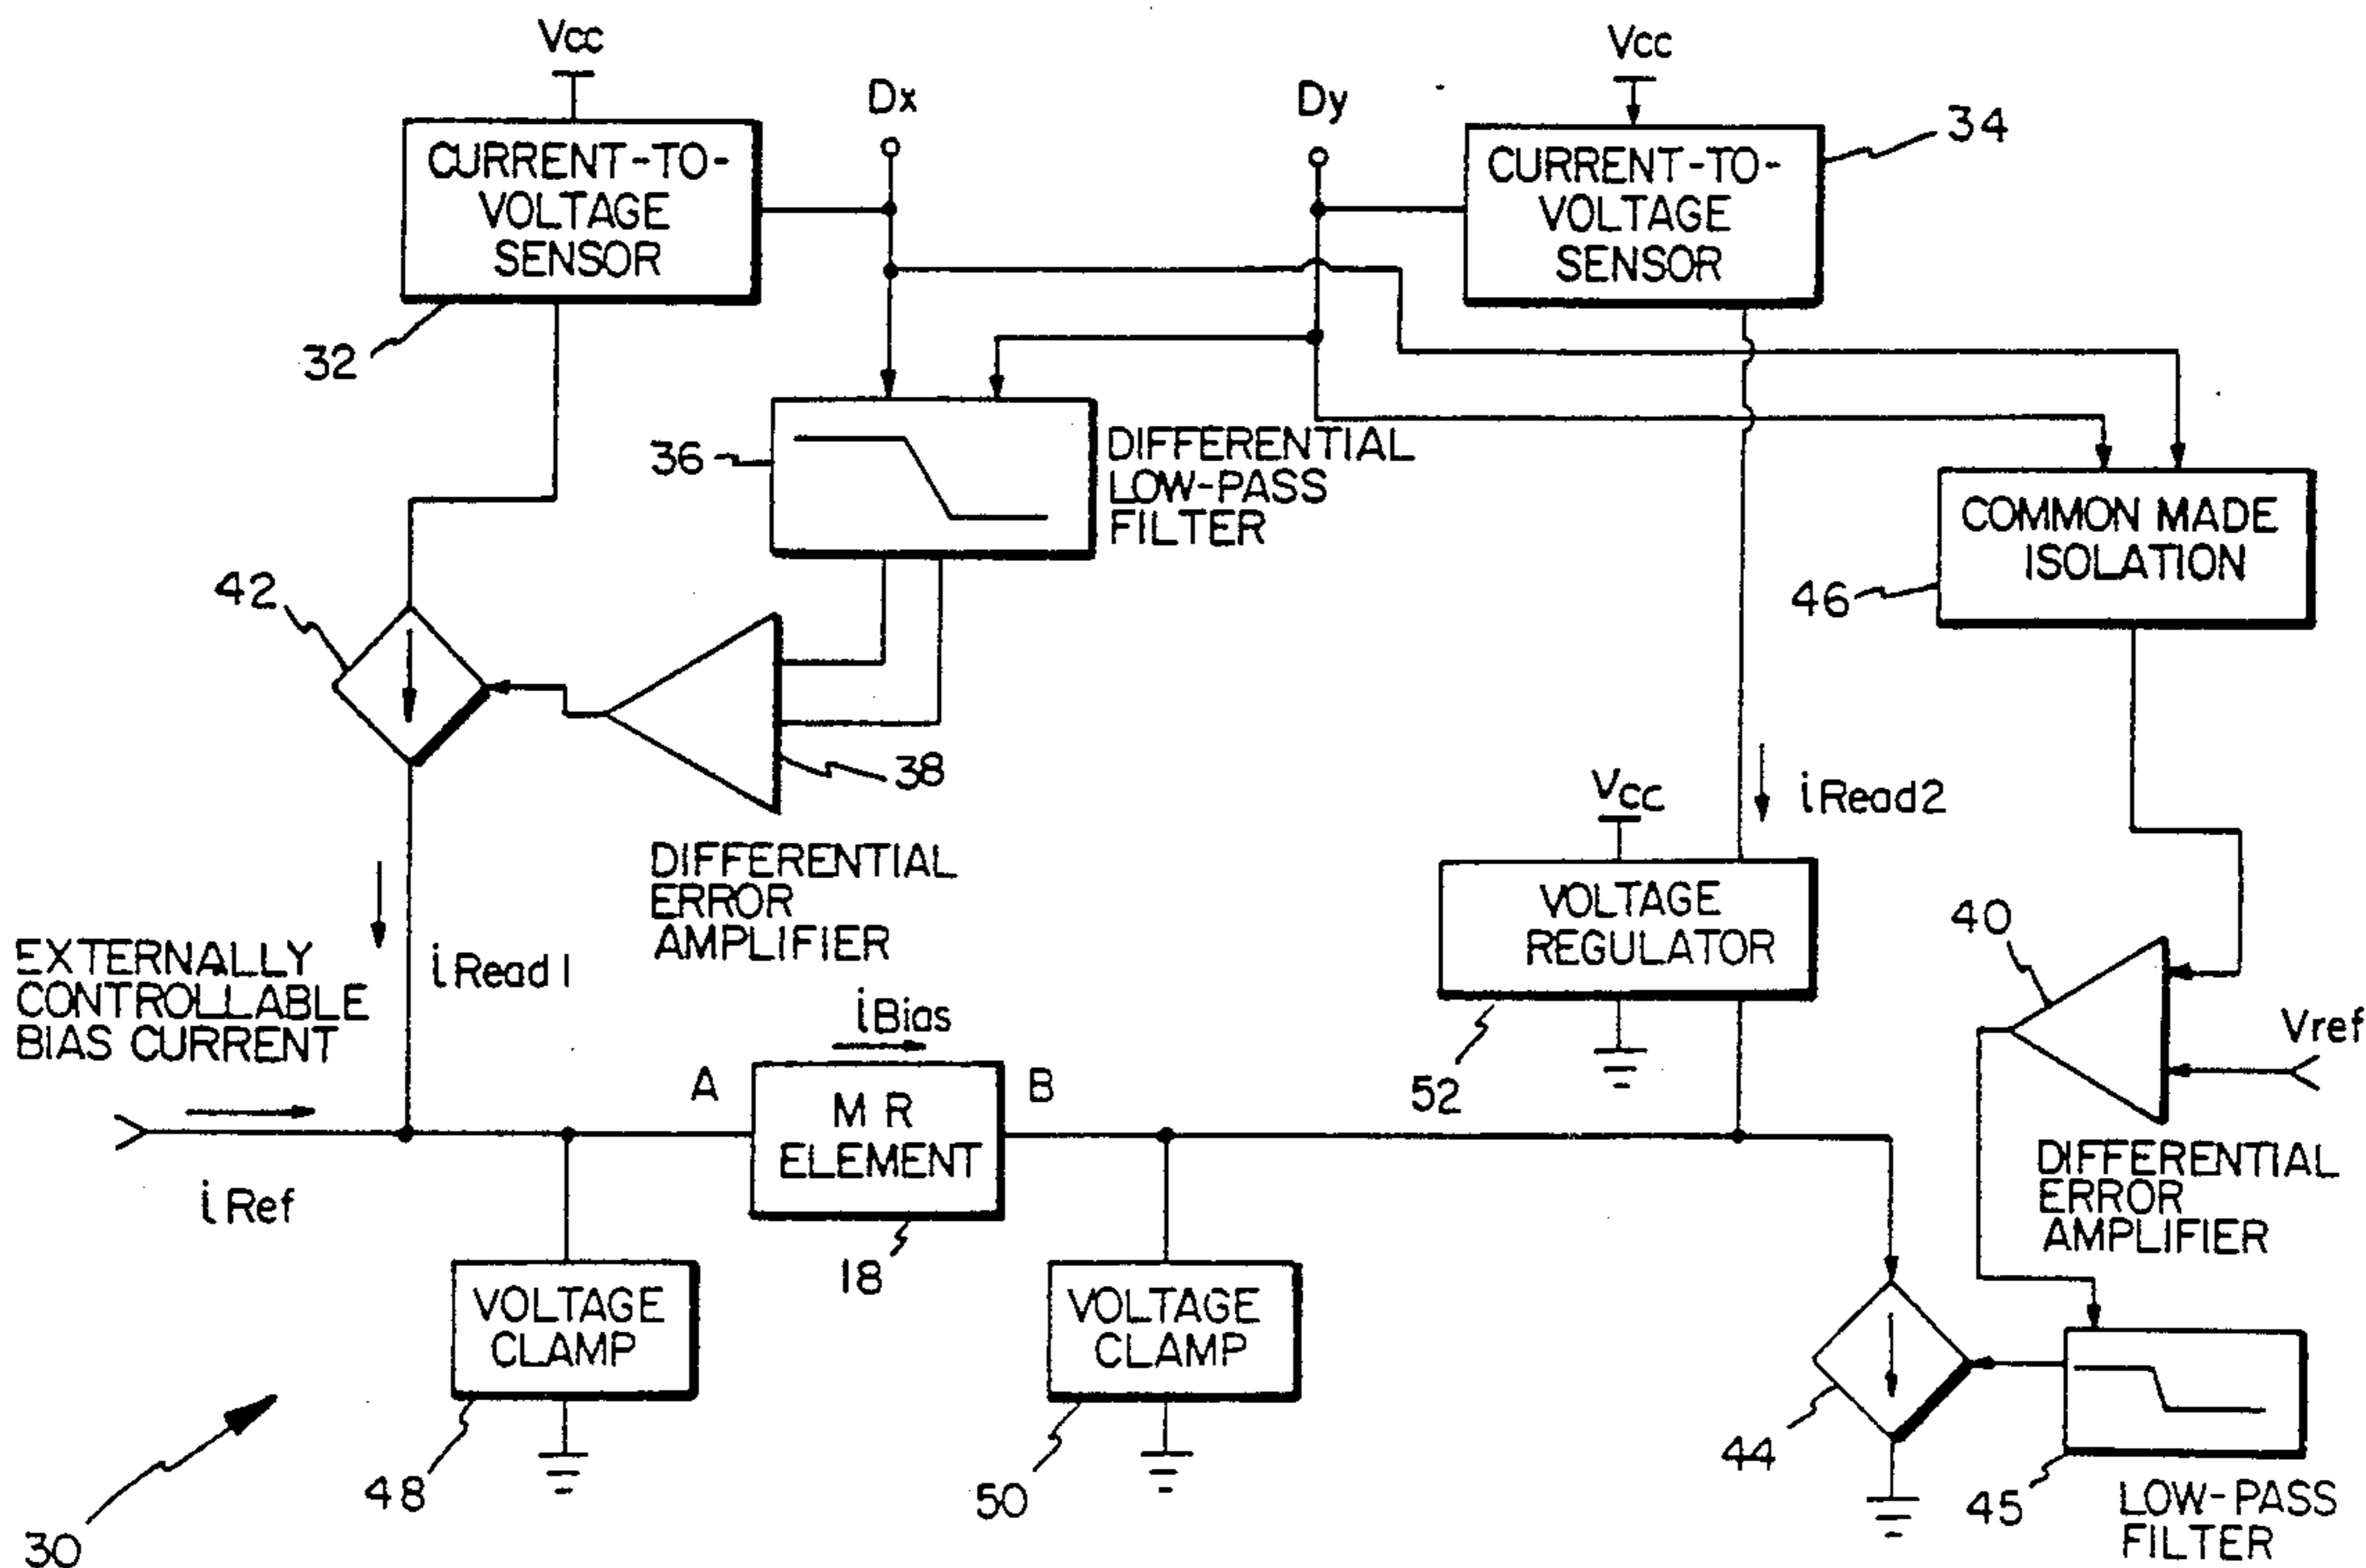 Vcc
Vcc
Dx
Dy
CURRENT-TO-
VOLTAGE
SENSOR
32
CURRENT-TO-
VOLTAGE
SENSOR
34
36
DIFFERENTIAL
LOW-PASS
FILTER
COMMON MADE
ISOLATION
46
42
38
DIFFERENTIAL
ERROR
AMPLIFIER
iRead1
iRead2
Vcc
VOLTAGE
REGULATOR
52
40
Vref
DIFFERENTIAL
ERROR
AMPLIFIER
EXTERNALLY
CONTROLLABLE
BIAS CURRENT
iRef
iBias
A
MR
ELEMENT
B
18
VOLTAGE
CLAMP
48
VOLTAGE
CLAMP
50
44
45
LOW-PASS
FILTER
30